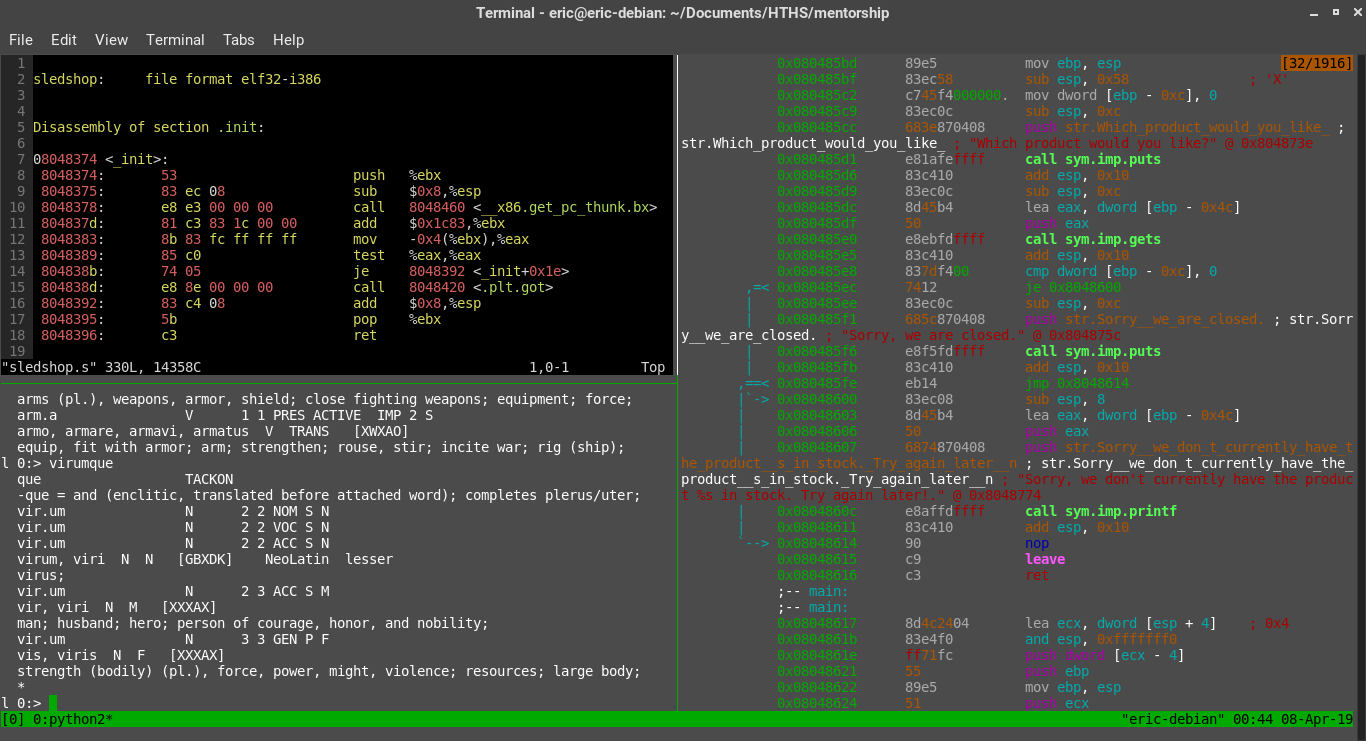 Terminal - eric@eric-debian: ~/Documents/HTHS/mentorship
File Edit View Terminal Tabs Help
1
2 sledshop:     file format elf32-i386
3
4
5 Disassembly of section .init:
6
7 08048374 <_init>:
8  8048374:       53                      push   %ebx
9  8048375:       83 ec 08                sub    $0x8,%esp
10  8048378:       e8 e3 00 00 00          call   8048460 <__x86.get_pc_thunk.bx>
11  804837d:       81 c3 83 1c 00 00       add    $0x1c83,%ebx
12  8048383:       8b 83 fc ff ff ff       mov    -0x4(%ebx),%eax
13  8048389:       85 c0                   test   %eax,%eax
14  804838b:       74 05                   je     8048392 <_init+0x1e>
15  804838d:       e8 8e 00 00 00          call   8048420 <.plt.got>
16  8048392:       83 c4 08                add    $0x8,%esp
17  8048395:       5b                      pop    %ebx
18  8048396:       c3                      ret
19
"sledshop.s" 330L, 14358C                                        1,0-1         Top
arms (pl.), weapons, armor, shield; close fighting weapons; equipment; force;
arm.a                V      1 1 PRES ACTIVE  IMP 2 S
armo, armare, armavi, armatus  V  TRANS   [XWXAO]
equip, fit with armor; arm; strengthen; rouse, stir; incite war; rig (ship);
l 0:> virumque
que                  TACKON
-que = and (enclitic, translated before attached word); completes plerus/uter;
vir.um               N      2 2 NOM S N
vir.um               N      2 2 VOC S N
vir.um               N      2 2 ACC S N
virum, viri  N  N   [GBXDK]    NeoLatin  lesser
virus;
vir.um               N      2 3 ACC S M
vir, viri  N  M   [XXXAX]
man; husband; hero; person of courage, honor, and nobility;
vir.um               N      3 3 GEN P F
vis, viris  N  F   [XXXAX]
strength (bodily) (pl.), force, power, might, violence; resources; large body;
*
l 0:>
0x080485bd      89e5           mov ebp, esp                    [32/1916]
0x080485bf      83ec58         sub esp, 0x58               ; 'X'
0x080485c2      c745f4000000.  mov dword [ebp - 0xc], 0
0x080485c9      83ec0c         sub esp, 0xc
0x080485cc      683e870408     push str.Which_product_would_you_like_ ;
str.Which_product_would_you_like_ ; "Which product would you like?" @ 0x804873e
0x080485d1      e81afeffff     call sym.imp.puts
0x080485d6      83c410         add esp, 0x10
0x080485d9      83ec0c         sub esp, 0xc
0x080485dc      8d45b4         lea eax, dword [ebp - 0x4c]
0x080485df      50             push eax
0x080485e0      e8ebfdffff     call sym.imp.gets
0x080485e5      83c410         add esp, 0x10
0x080485e8      837df400       cmp dword [ebp - 0xc], 0
,=< 0x080485ec      7412           je 0x8048600
|   0x080485ee      83ec0c         sub esp, 0xc
|   0x080485f1      685c870408     push str.Sorry__we_are_closed. ; str.Sorr
y__we_are_closed. ; "Sorry, we are closed." @ 0x804875c
|   0x080485f6      e8f5fdffff     call sym.imp.puts
|   0x080485fb      83c410         add esp, 0x10
,==< 0x080485fe      eb14           jmp 0x8048614
|`-> 0x08048600      83ec08         sub esp, 8
|    0x08048603      8d45b4         lea eax, dword [ebp - 0x4c]
|    0x08048606      50             push eax
|    0x08048607      6874870408     push str.Sorry__we_don_t_currently_have_t
he_product__s_in_stock._Try_again_later__n ; str.Sorry__we_don_t_currently_have_the_
product__s_in_stock._Try_again_later__n ; "Sorry, we don't currently have the produc
t %s in stock. Try again later!." @ 0x8048774
|    0x0804860c      e8affdffff     call sym.imp.printf
|    0x08048611      83c410         add esp, 0x10
`--> 0x08048614      90             nop
0x08048615      c9             leave
0x08048616      c3             ret
;-- main:
;-- main:
0x08048617      8d4c2404       lea ecx, dword [esp + 4]    ; 0x4
0x0804861b      83e4f0         and esp, 0xfffffff0
0x0804861e      ff71fc         push dword [ecx - 4]
0x08048621      55             push ebp
0x08048622      89e5           mov ebp, esp
0x08048624      51             push ecx
[0] 0:python2*                                        "eric-debian" 00:44 08-Apr-19